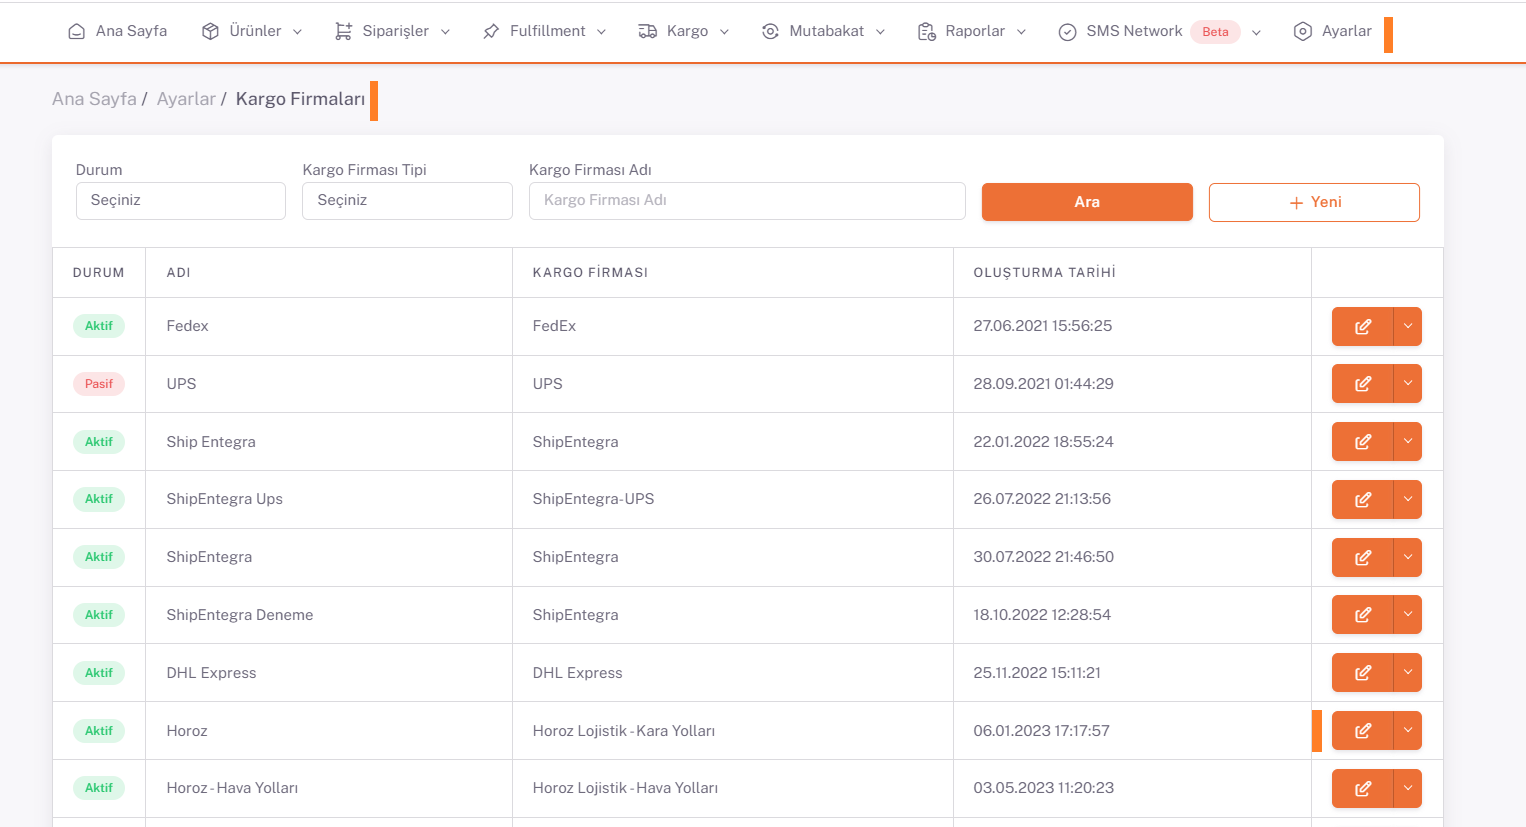 Ana Sayfa Ürünler Siparişler Fulfillment Kargo Mutabakat Raporlar SMS Network Beta Ayarlar
Ana Sayfa / Ayarlar / Kargo Firmaları
Durum Kargo Firması Tipi Kargo Firması Adı
Seçiniz Seçiniz Kargo Firması Adı Ara + Yeni
DURUM ADI KARGO FİRMASI OLUŞTURMA TARİHİ
Aktif Fedex FedEx 27.06.2021 15:56:25
Pasif UPS UPS 28.09.2021 01:44:29
Aktif Ship Entegra ShipEntegra 22.01.2022 18:55:24
Aktif ShipEntegra Ups ShipEntegra-UPS 26.07.2022 21:13:56
Aktif ShipEntegra ShipEntegra 30.07.2022 21:46:50
Aktif ShipEntegra Deneme ShipEntegra 18.10.2022 12:28:54
Aktif DHL Express DHL Express 25.11.2022 15:11:21
Aktif Horoz Horoz Lojistik - Kara Yolları 06.01.2023 17:17:57
Aktif Horoz - Hava Yolları Horoz Lojistik - Hava Yolları 03.05.2023 11:20:23